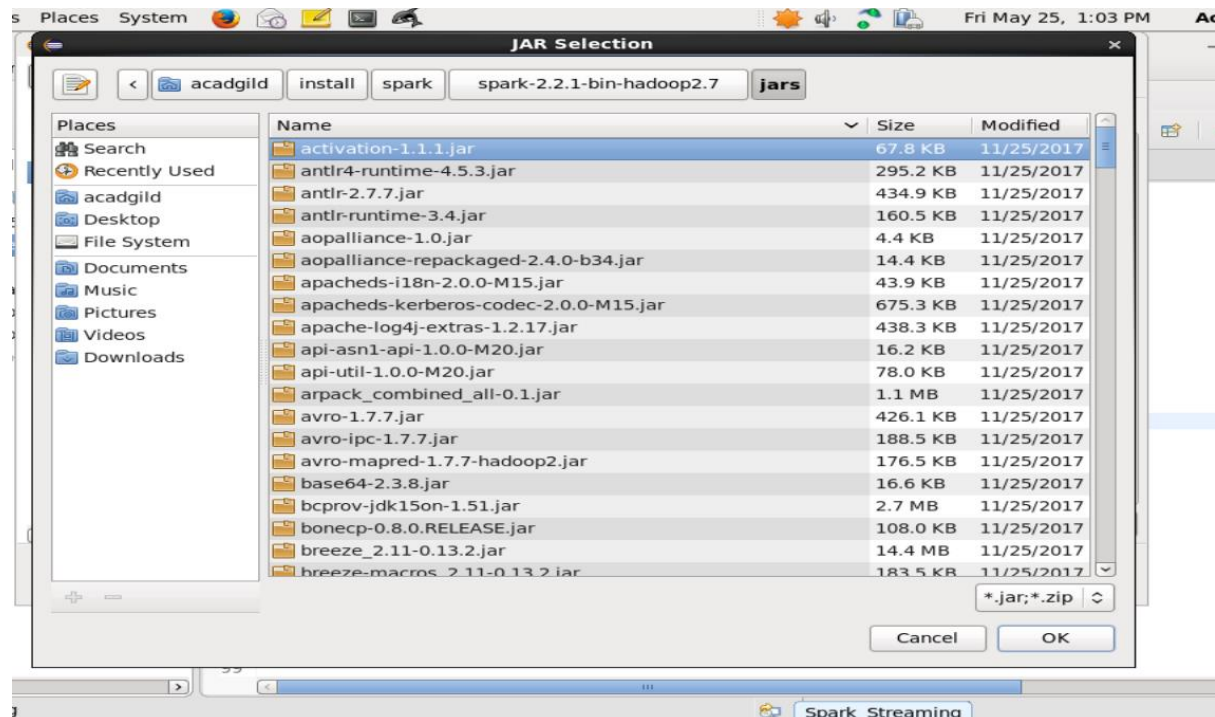 Places System Fri May 25, 1:03 PM
JAR Selection
acadgild install spark spark-2.2.1-bin-hadoop2.7 jars
Places Name Size Modified
Search activation-1.1.1.jar 67.8 KB 11/25/2017
Recently Used antlr4-runtime-4.5.3.jar 295.2 KB 11/25/2017
acadgild antlr-2.7.7.jar 434.9 KB 11/25/2017
Desktop antlr-runtime-3.4.jar 160.5 KB 11/25/2017
File System aopalliance-1.0.jar 4.4 KB 11/25/2017
aopalliance-repackaged-2.4.0-b34.jar 14.4 KB 11/25/2017
Documents apacheds-i18n-2.0.0-M15.jar 43.9 KB 11/25/2017
Music apacheds-kerberos-codec-2.0.0-M15.jar 675.3 KB 11/25/2017
Pictures apache-log4j-extras-1.2.17.jar 438.3 KB 11/25/2017
Videos api-asn1-api-1.0.0-M20.jar 16.2 KB 11/25/2017
Downloads api-util-1.0.0-M20.jar 78.0 KB 11/25/2017
arpack_combined_all-0.1.jar 1.1 MB 11/25/2017
avro-1.7.7.jar 426.1 KB 11/25/2017
avro-ipc-1.7.7.jar 188.5 KB 11/25/2017
avro-mapred-1.7.7-hadoop2.jar 176.5 KB 11/25/2017
base64-2.3.8.jar 16.6 KB 11/25/2017
bcprov-jdk15on-1.51.jar 2.7 MB 11/25/2017
bonecp-0.8.0.RELEASE.jar 108.0 KB 11/25/2017
breeze_2.11-0.13.2.jar 14.4 MB 11/25/2017
breeze-macros_2.11-0.13.2.jar 183.5 KB 11/25/2017
*.jar;*.zip
Cancel OK
Spark_Streaming